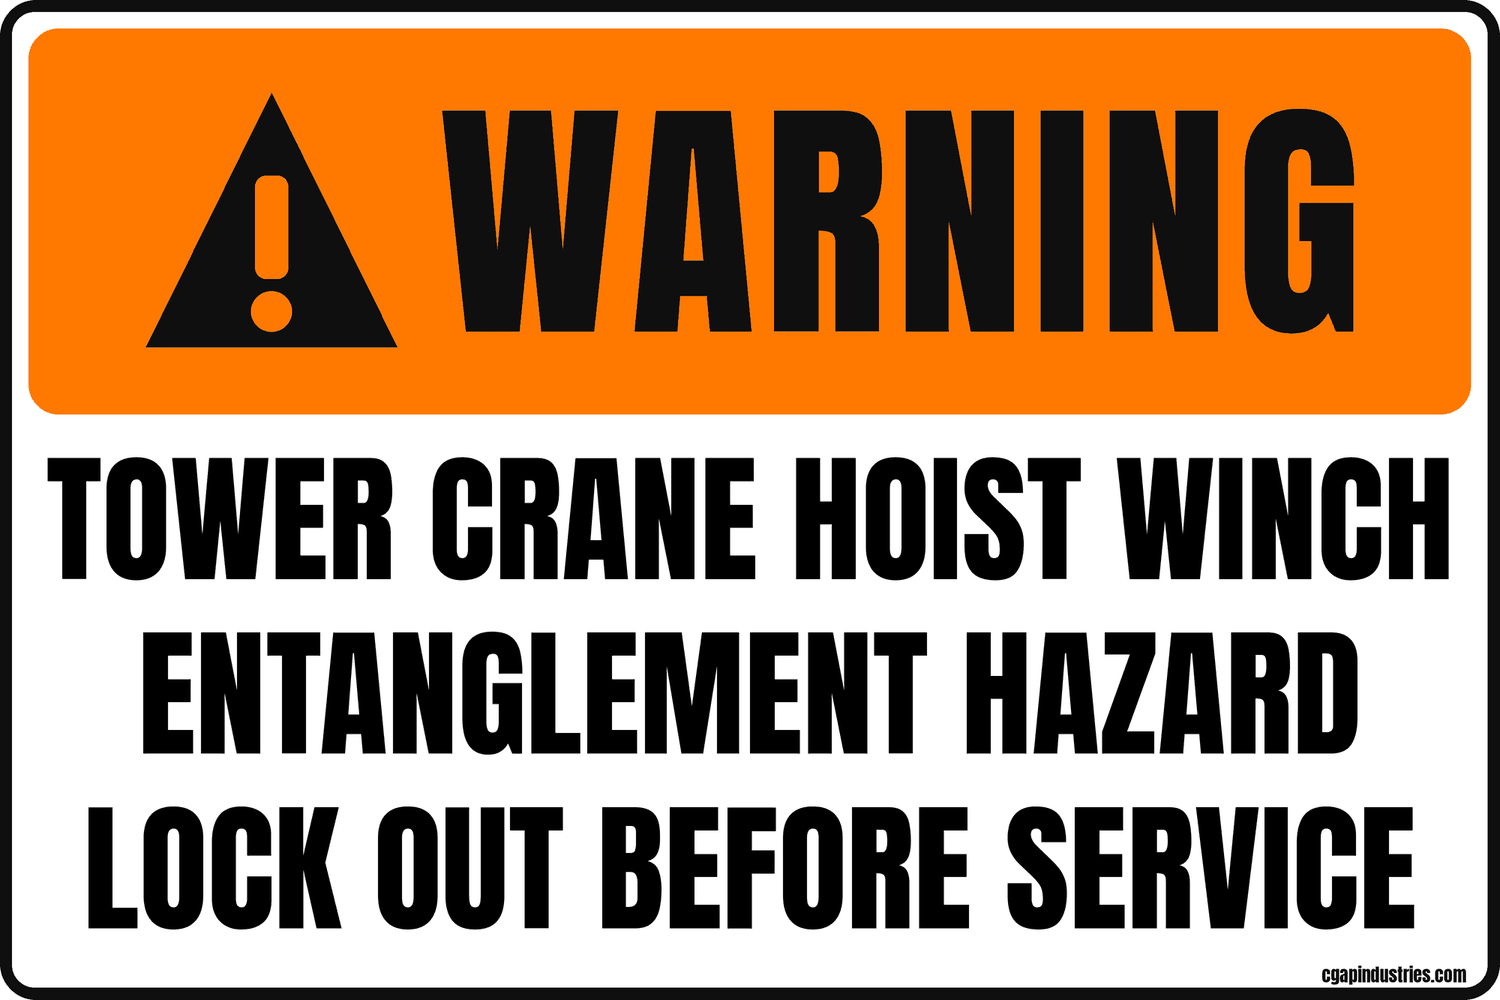 WARNING
TOWER CRANE HOIST WINCH
ENTANGLEMENT HAZARD
LOCK OUT BEFORE SERVICE
cgapindustries.com